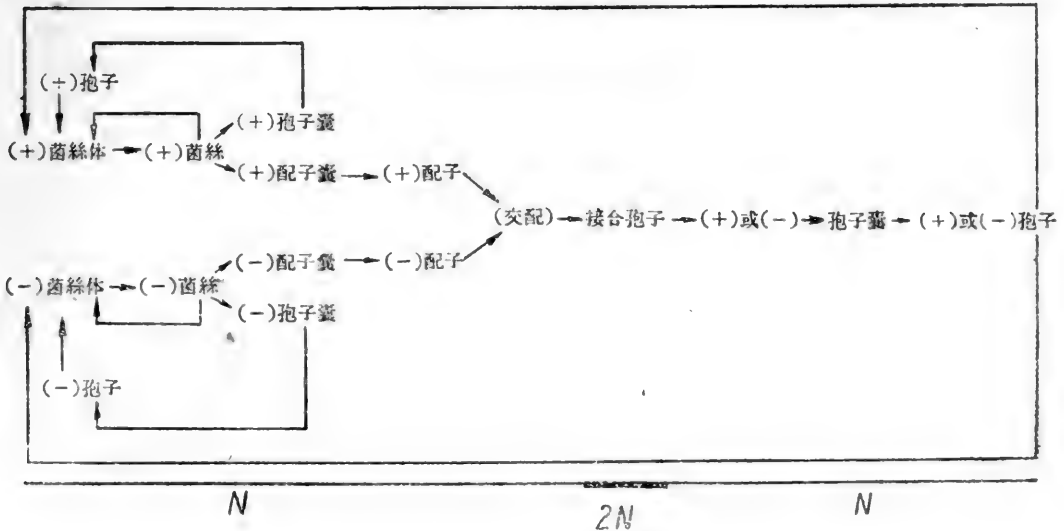 (+)孢子
(+)孢子囊
(+)菌絲体 (+)菌絲
(+)配子囊 (+)配子
(交配) 接合孢子 (+)或(-) 孢子囊 (+)或(-)孢子
(-)配子囊 (-)配子
(-)菌絲体 (-)菌絲
(-)孢子囊
(-)孢子
N 2N N